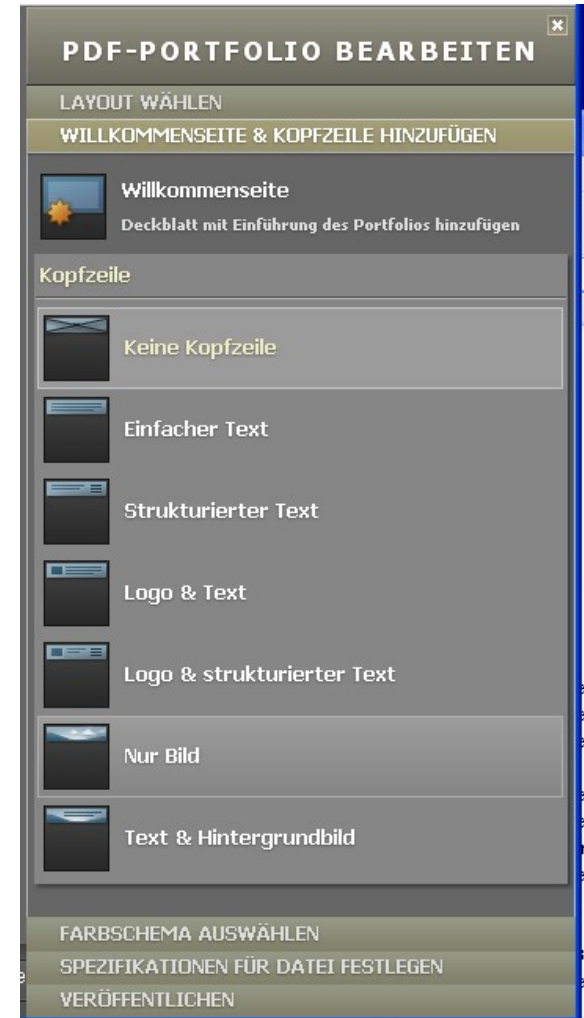 PDF-PORTFOLIO BEARBEITEN
LAYOUT WÄHLEN
WILLKOMMENSEITE & KOPFZEILE HINZUFÜGEN
Willkommenseite
Deckblatt mit Einführung des Portfolios hinzufügen
Kopfzeile
Keine Kopfzeile
Einfacher Text
Strukturierter Text
Logo & Text
Logo & strukturierter Text
Nur Bild
Text & Hintergrundbild
FARBSCHEMA AUSWÄHLEN
SPEZIFIKATIONEN FÜR DATEI FESTLEGEN
VERÖFFENTLICHEN